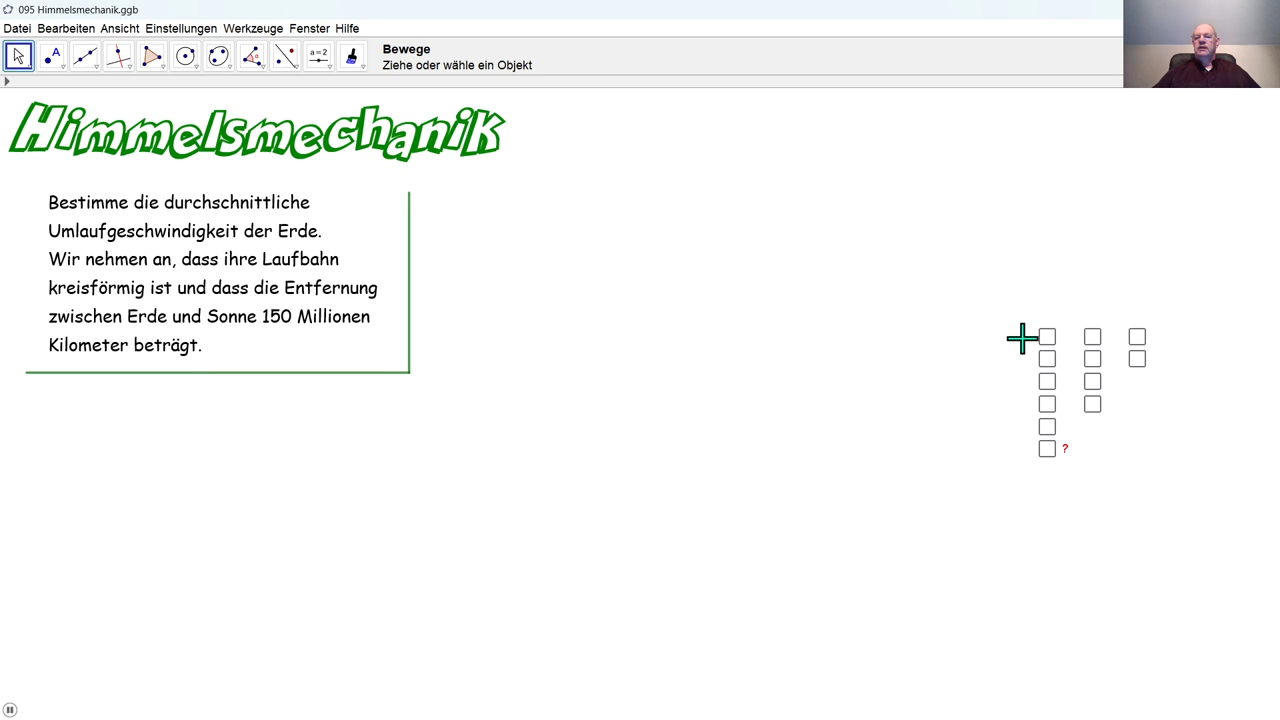 095 Himmelsmechanik.ggb
Datei Bearbeiten Ansicht Einstellungen Werkzeuge Fenster Hilfe
A
a=2
Bewege
Ziehe oder wähle ein Objekt
Himmelsmechanik
Bestimme die durchschnittliche
Umlaufgeschwindigkeit der Erde.
Wir nehmen an, dass ihre Laufbahn
kreisförmig ist und dass die Entfernung
zwischen Erde und Sonne 150 Millionen
Kilometer beträgt.
?